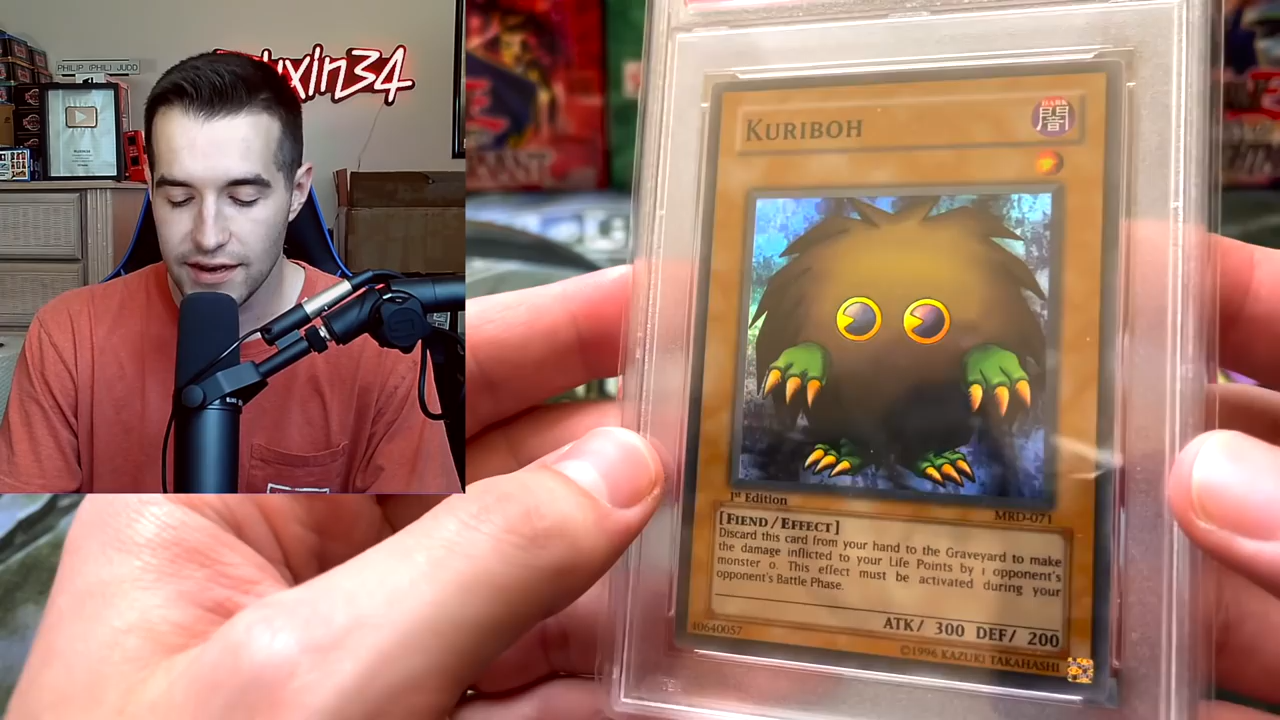 PHILIP (PHIL) JUDD
xin34
KURIBOH
DARK
闇
1st Edition
MRD-071
[FIEND/EFFECT]
Discard this card from your hand to the Graveyard to make
the damage inflicted to your Life Points by 1 opponent's
monster 0. This effect must be activated during your
opponent's Battle Phase.
ATK/ 300 DEF/ 200
40640057
©1996 KAZUKI TAKAHASHI